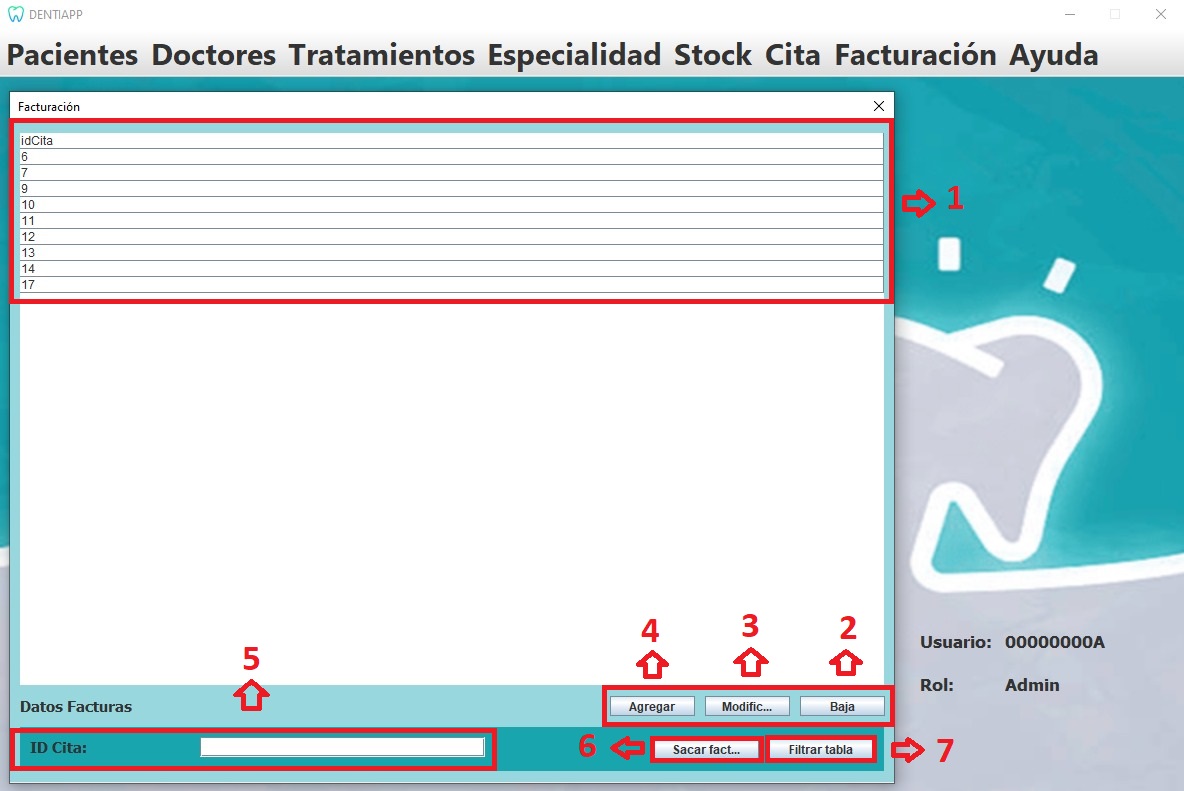 DENTIAPP
Pacientes Doctores Tratamientos Especialidad Stock Cita Facturación Ayuda
Facturación
idCita
6
7
9
10
11
12
13
14
17
1
4
3
2
5
Usuario: 00000000A
Rol: Admin
Datos Facturas
Agregar
Modific...
Baja
ID Cita:
6
Sacar fact...
Filtrar tabla
7